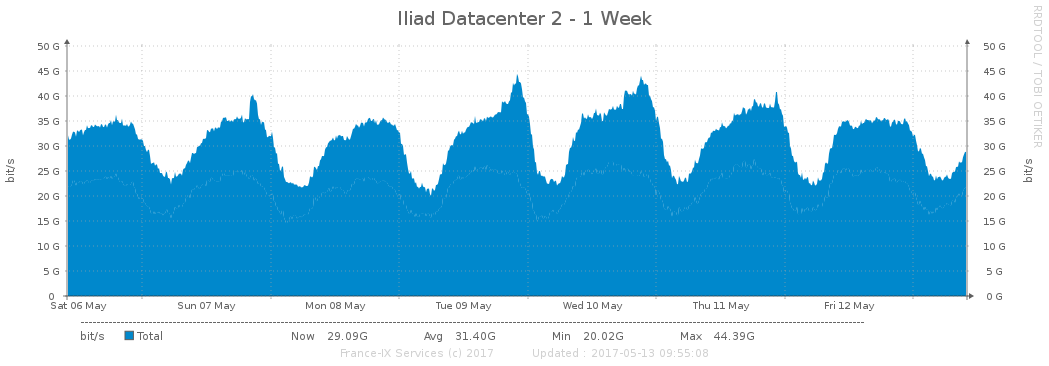 Iliad Datacenter 2 - 1 Week
RRDTOOL / TOBI OETIKER
50 G 50 G
45 G 45 G
40 G 40 G
35 G 35 G
30 G 30 G
25 G 25 G
20 G 20 G
15 G 15 G
10 G 10 G
5 G 5 G
0 0 G
bit/s
bit/s
Sat 06 May Sun 07 May Mon 08 May Tue 09 May Wed 10 May Thu 11 May Fri 12 May
bit/s Total Now 29.09G Avg 31.40G Min 20.02G Max 44.39G
France-IX Services (c) 2017 Updated : 2017-05-13 09:55:08